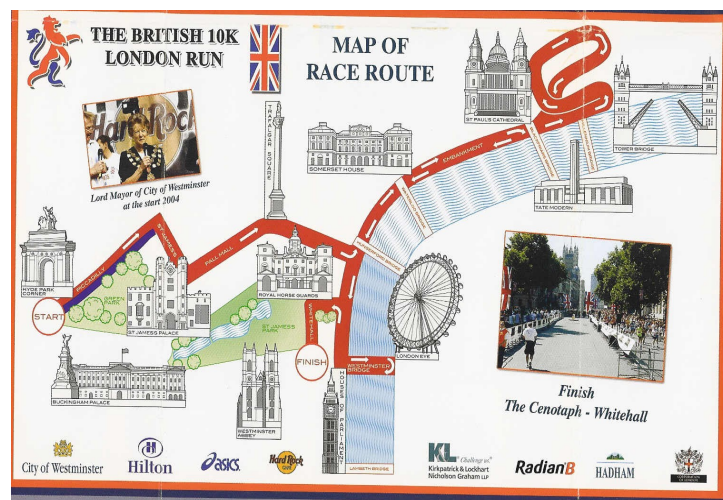 THE BRITISH 10K
LONDON RUN
MAP OF
RACE ROUTE
Hard Rock
Lord Mayor of City of Westminster
at the start 2004
TRAFALGAR SQUARE
SOMERSET HOUSE
ST PAUL'S CATHEDRAL
TOWER BRIDGE
EMBANKMENT
TATE MODERN
HYDE PARK
CORNER
PICCADILLY
ST JAMES'S
PALL MALL
GREEN
PARK
START
ST JAMES'S PALACE
ROYAL HORSE GUARDS
ST JAMES'S
PARK
WHITEHALL
FINISH
HUNGERFORD BRIDGE
LONDON EYE
WESTMINSTER
BRIDGE
BUCKINGHAM PALACE
WESTMINSTER
ABBEY
HOUSES OF PARLIAMENT
LAMBETH BRIDGE
Finish
The Cenotaph - Whitehall
City of Westminster
Hilton
asics
Hard Rock
CAFE
KL Challenge us.
Kirkpatrick & Lockhart
Nicholson Graham LLP
RadianB
HADHAM